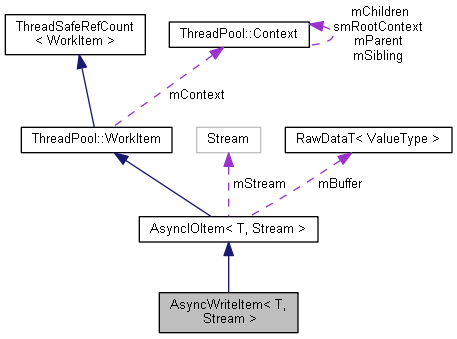 ThreadSafeRefCount
< WorkItem >
ThreadPool::Context
mChildren
smRootContext
mParent
mSibling
mContext
ThreadPool::WorkItem
Stream
RawDataT< ValueType >
mStream
mBuffer
AsyncIOItem< T, Stream >
AsyncWriteItem< T,
Stream >